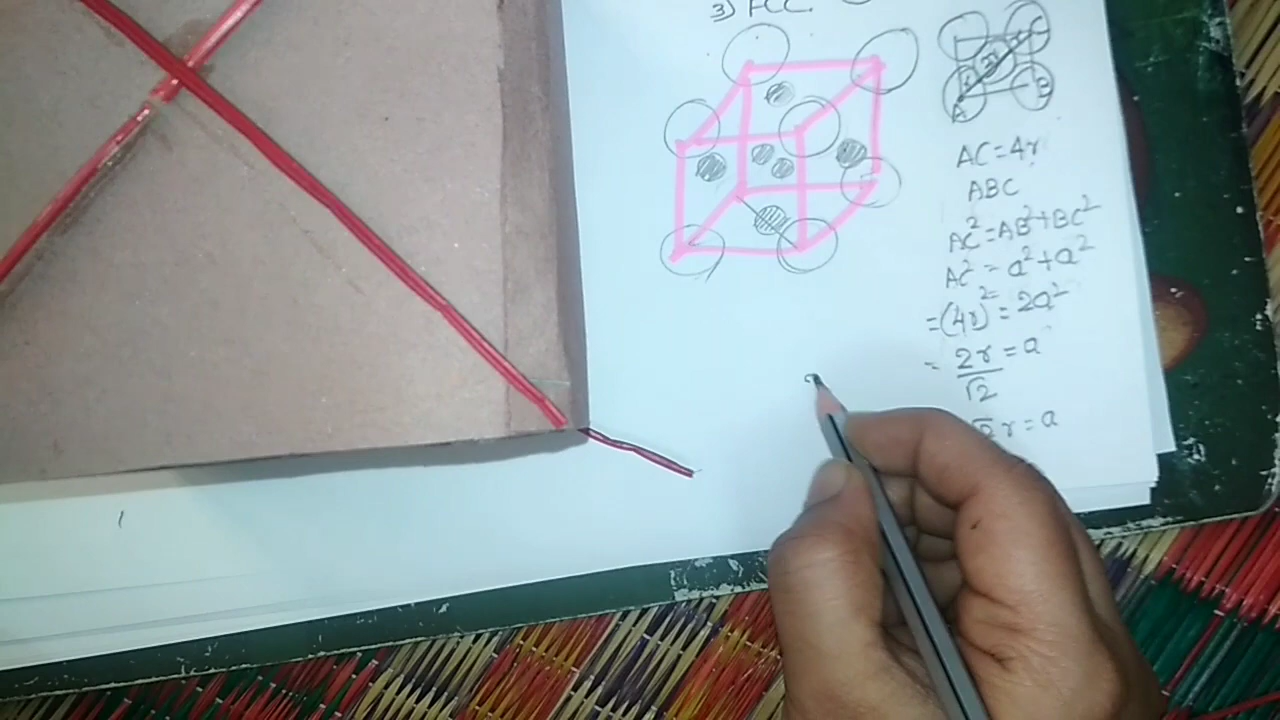 3) FCC
A
B
C
AC=4r
ABC
AC²=AB²+BC²
AC²=a²+a²
=(4r)²=2a²
= 2r/√2 =a
r=a